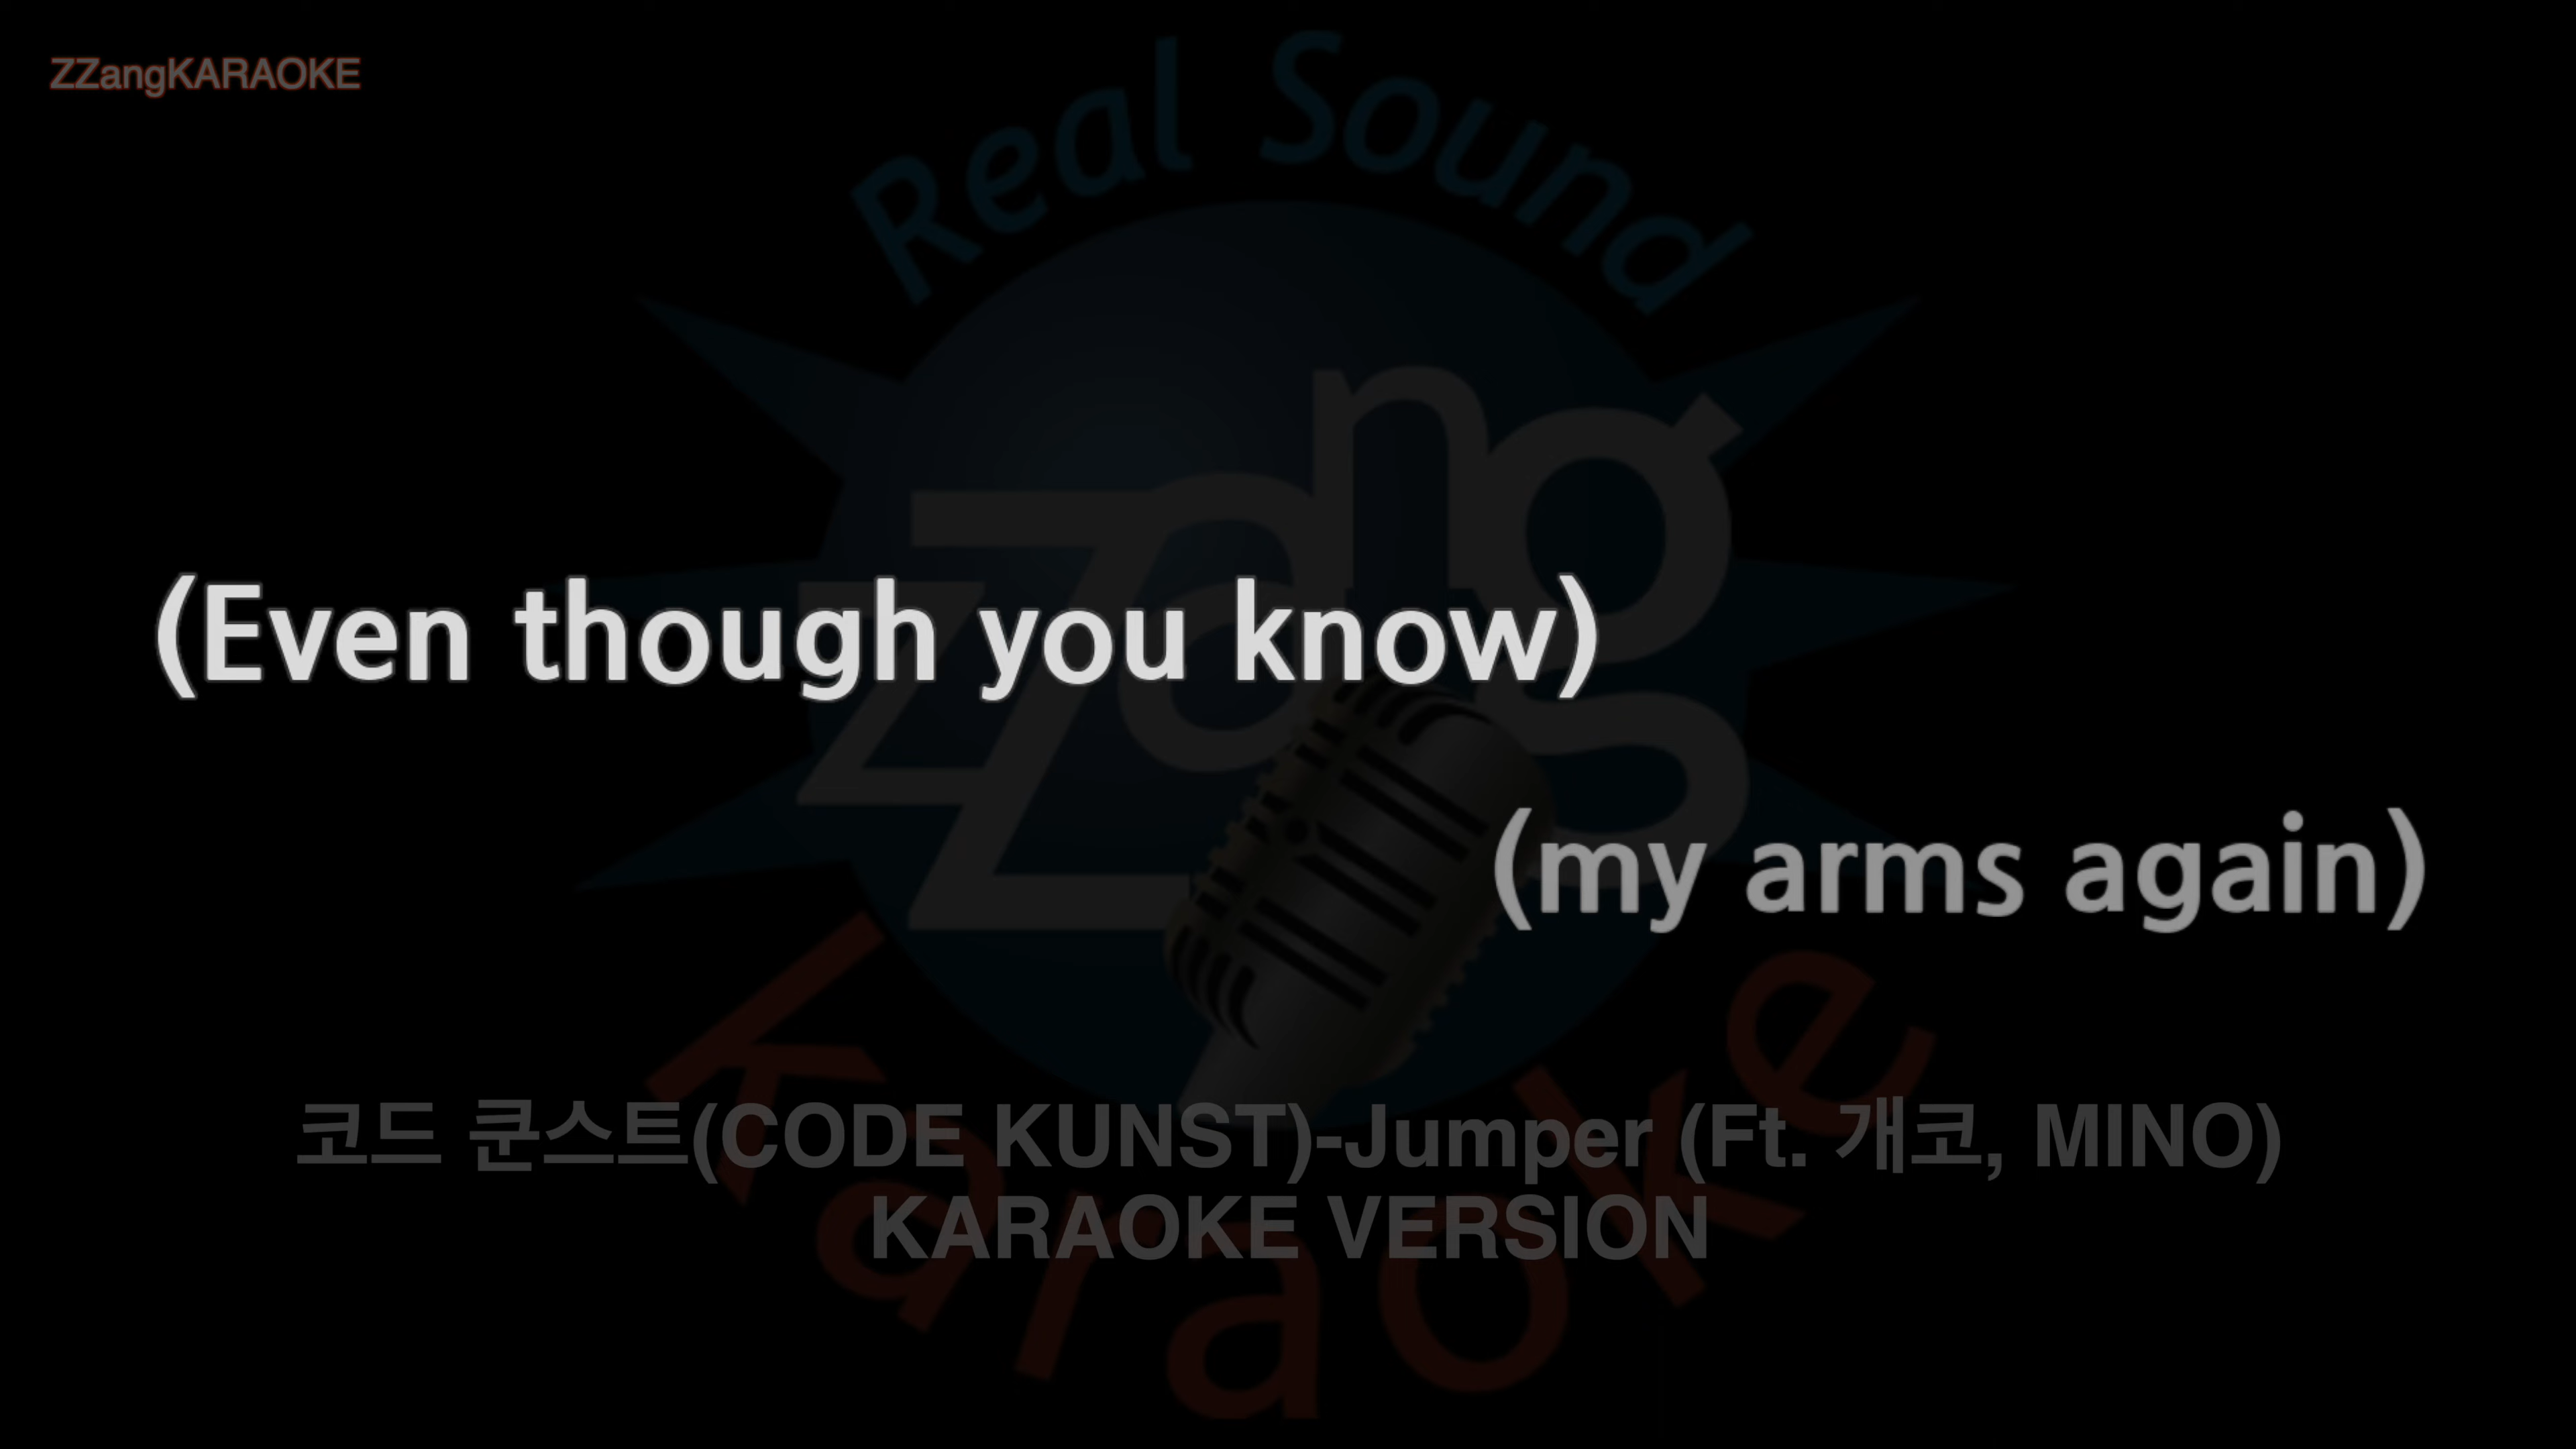 ZZangKARAOKE
Real Sound
zZang
(Even though you know)
(my arms again)
코드 쿤스트(CODE KUNST)-Jumper (Ft. 개코, MINO)
KARAOKE VERSION
Karaoke